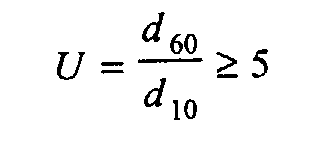 U = d₆₀ / d₁₀ ≥ 5